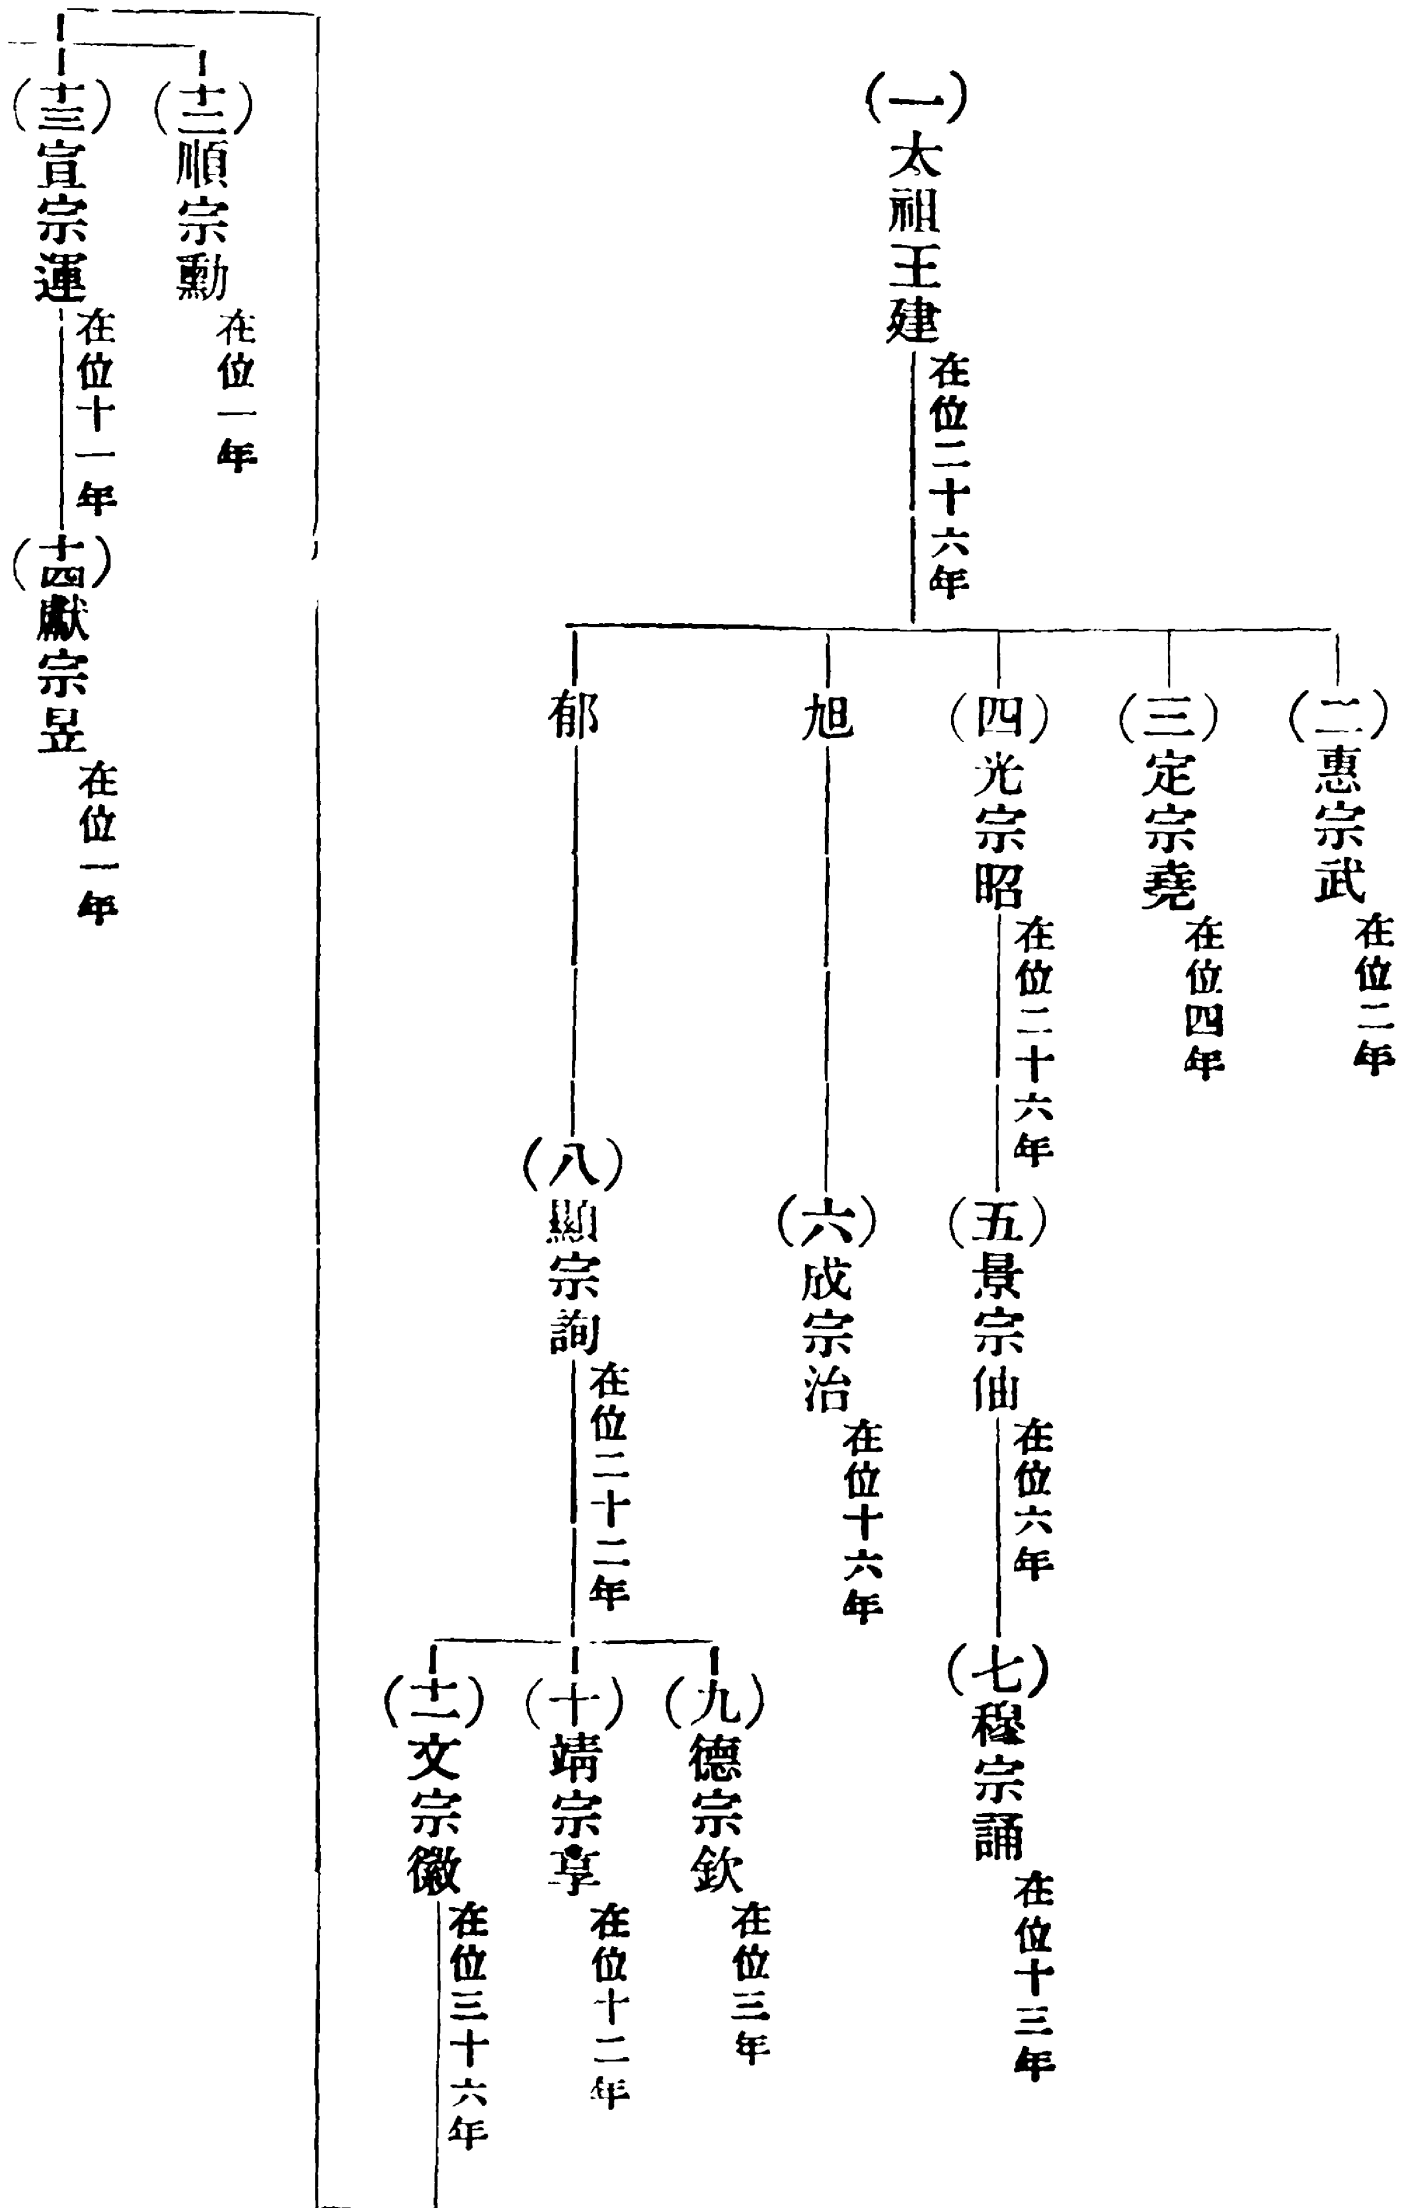 (一)太祖王建
在位二十六年
(二)惠宗武
在位二年
(三)定宗堯
在位四年
(四)光宗昭
在位二十六年
(五)景宗伷
在位六年
(七)穆宗誦
在位十三年
旭
(六)成宗治
在位十六年
郁
(八)顯宗詢
在位二十二年
(九)德宗欽
在位三年
(十)靖宗亨
在位十二年
(十一)文宗徽
在位三十六年
(十二)順宗勳
在位一年
(十三)宣宗運
在位十一年
(十四)獻宗昱
在位一年